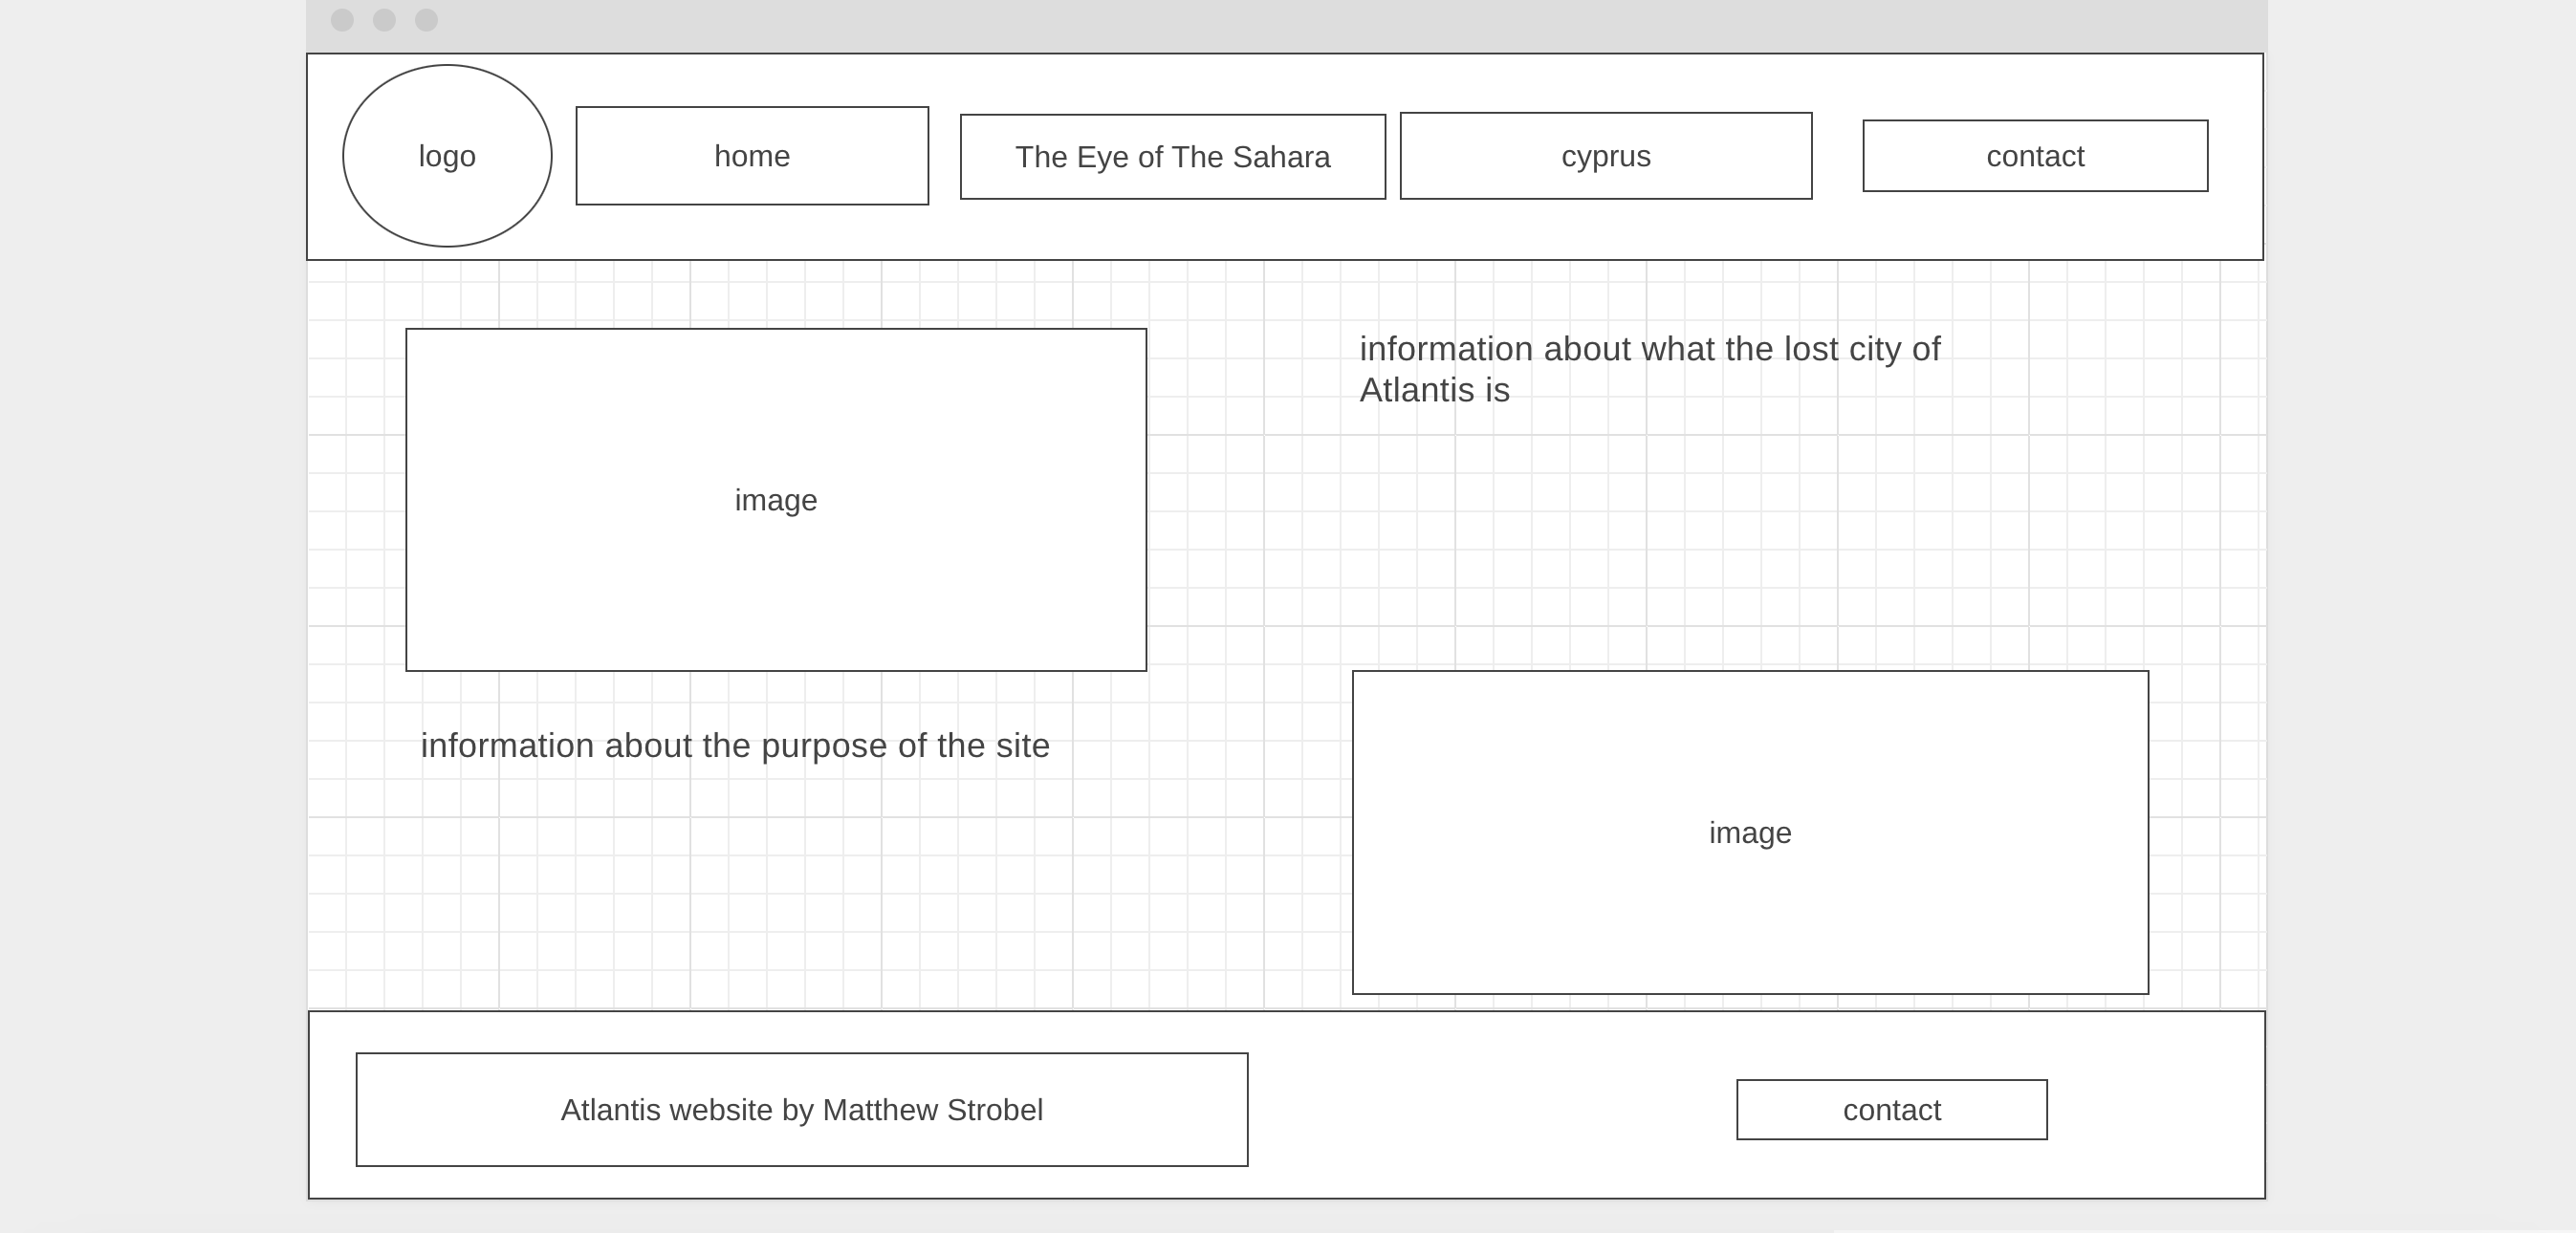 logo
home
The Eye of The Sahara
cyprus
contact
image
information about what the lost city of
Atlantis is
information about the purpose of the site
image
Atlantis website by Matthew Strobel
contact